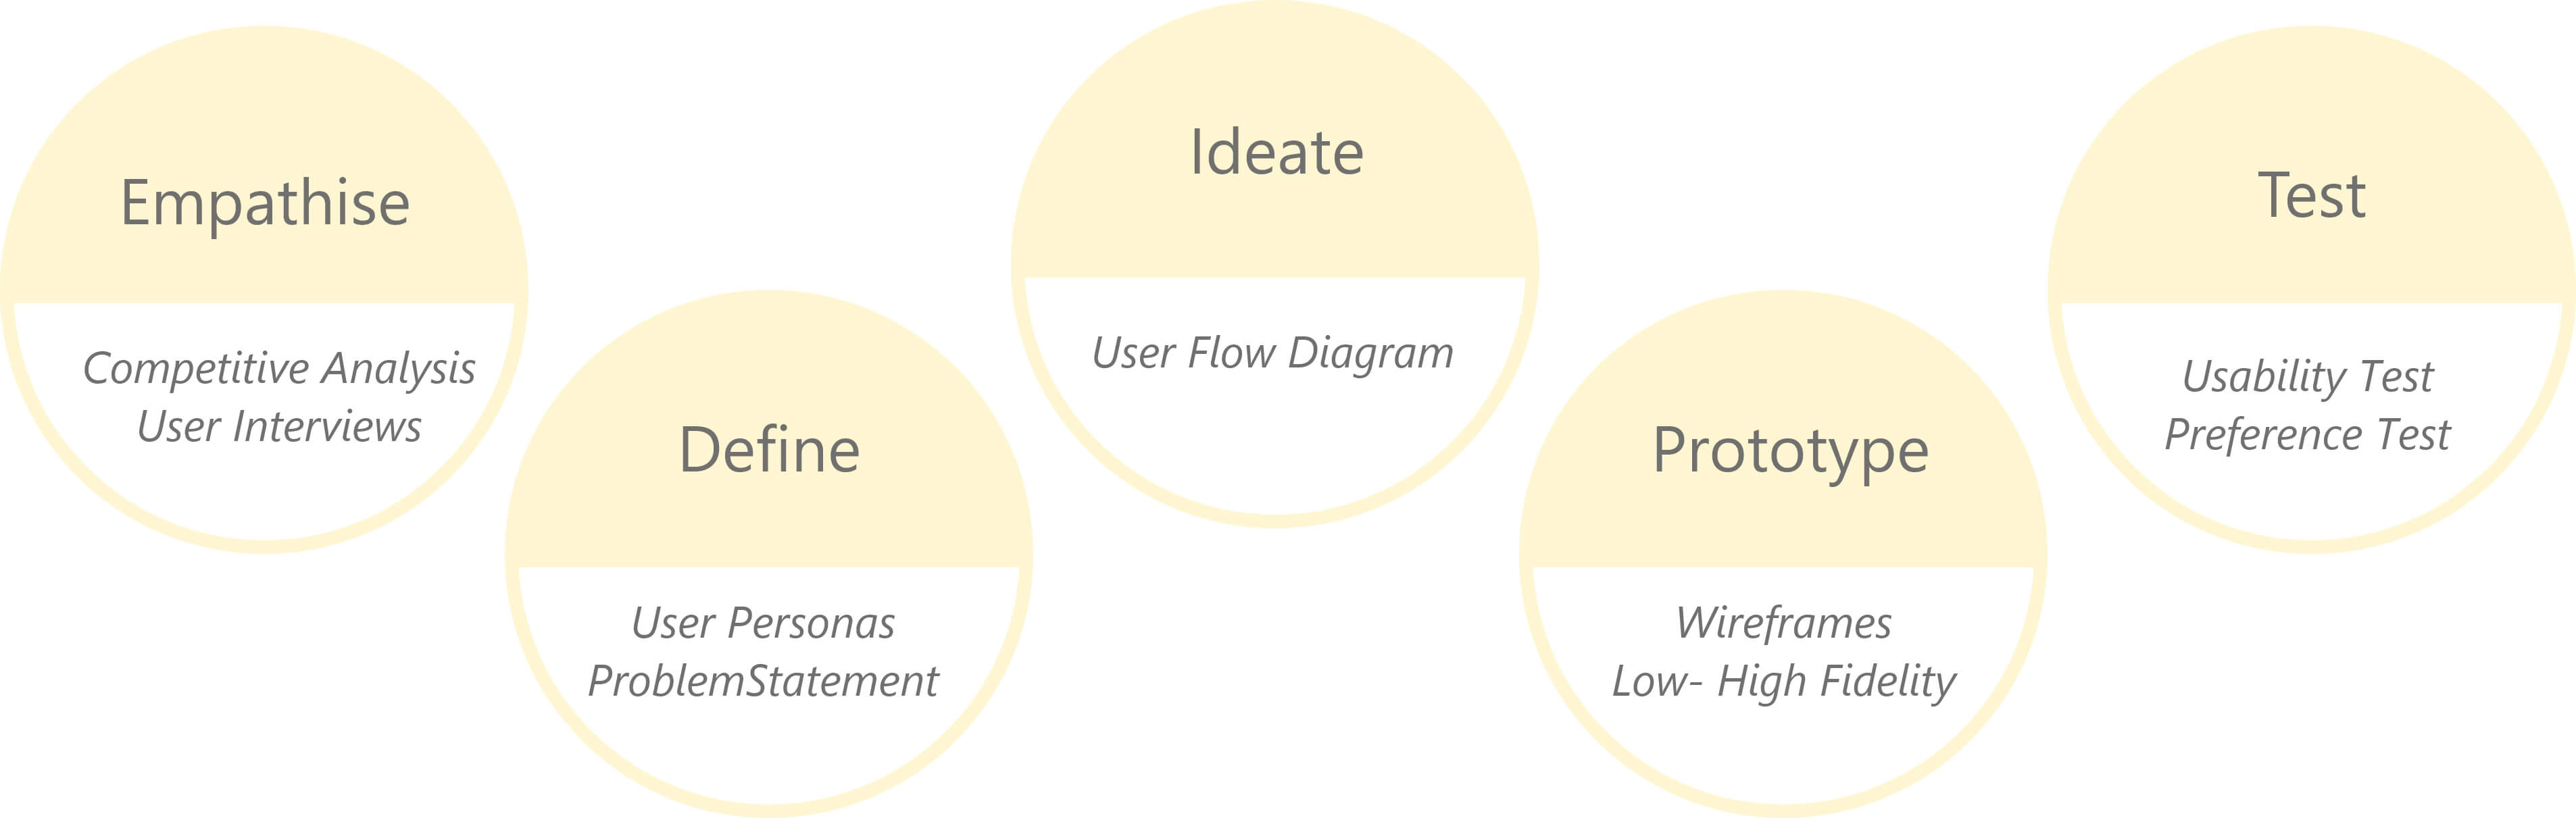 Empathise
Competitive Analysis
User Interviews
Define
User Personas
ProblemStatement
Ideate
User Flow Diagram
Prototype
Wireframes
Low- High Fidelity
Test
Usability Test
Preference Test